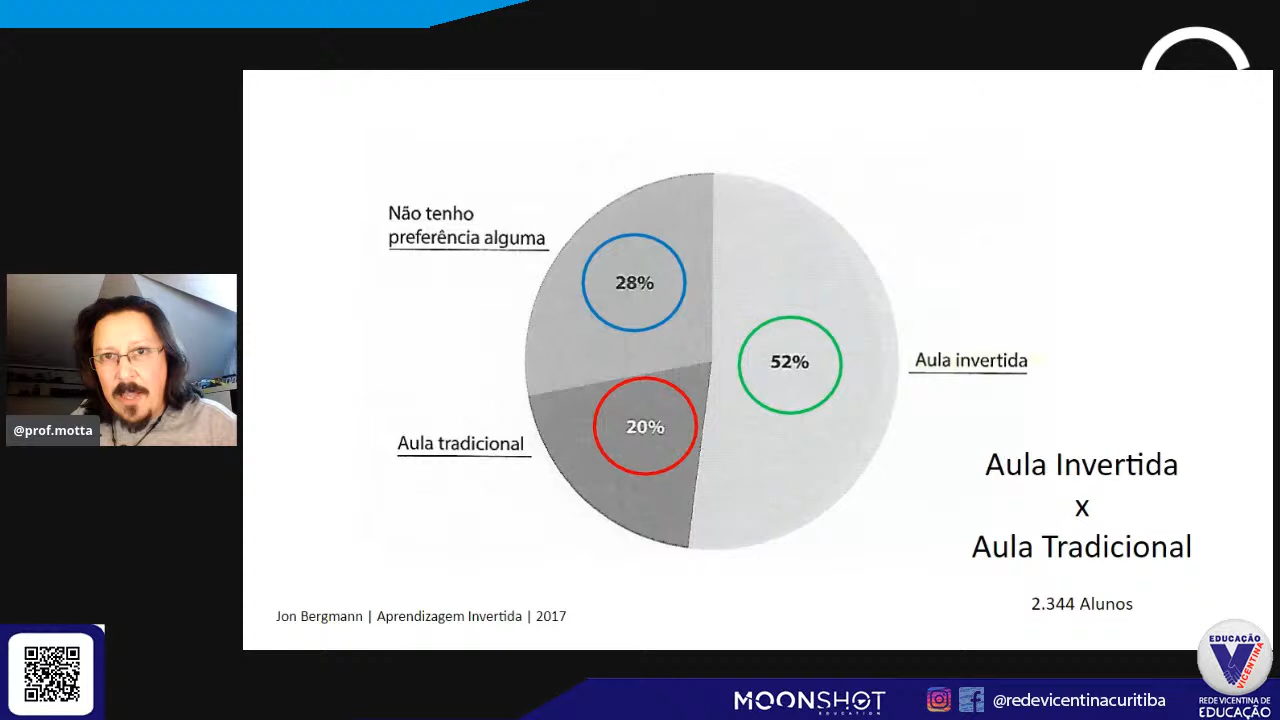 Não tenho
preferência alguma
28%
52%
Aula invertida
20%
Aula tradicional
@prof.motta
Aula Invertida
x
Aula Tradicional
2.344 Alunos
Jon Bergmann | Aprendizagem Invertida | 2017
EDUCAÇÃO
VICENTINA
REDE VICENTINA DE
EDUCAÇÃO
MOONSHOT
EDUCATION
@redevicentinacuritiba